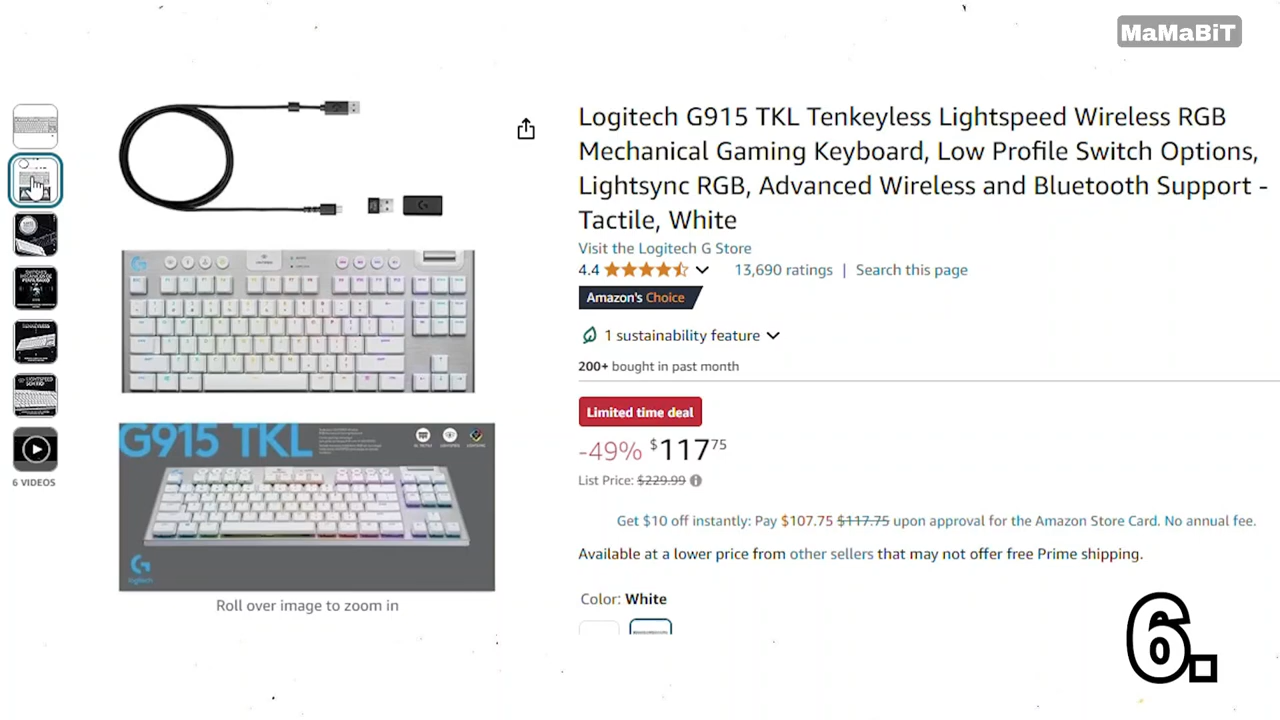 MaMaBiT
Logitech G915 TKL Tenkeyless Lightspeed Wireless RGB
Mechanical Gaming Keyboard, Low Profile Switch Options,
Lightsync RGB, Advanced Wireless and Bluetooth Support -
Tactile, White
Visit the Logitech G Store
4.4
13,690 ratings | Search this page
Amazon's Choice
1 sustainability feature
200+ bought in past month
Limited time deal
-49% $117 75
List Price: $229.99
Get $10 off instantly: Pay $107.75 $117.75 upon approval for the Amazon Store Card. No annual fee.
Available at a lower price from other sellers that may not offer free Prime shipping.
Color: White
6 VIDEOS
G915 TKL
logitech
Roll over image to zoom in
6.